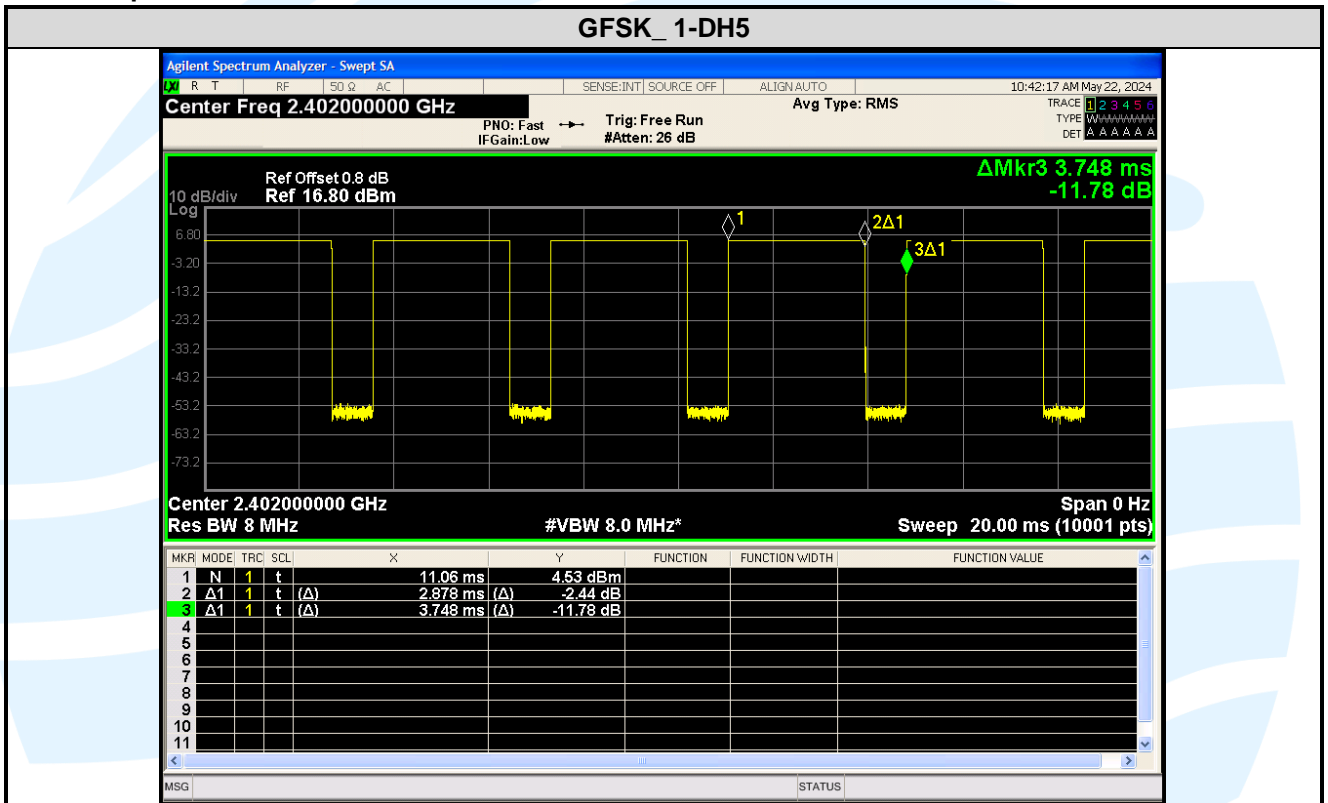 GFSK_ 1-DH5
Agilent Spectrum Analyzer - Swept SA
LXI R T RF 50 Ω AC SENSE:INT SOURCE OFF ALIGN AUTO 10:42:17 AM May 22, 2024
Center Freq 2.402000000 GHz Avg Type: RMS TRACE 1 2 3 4 5 6
PNO: Fast Trig: Free Run TYPE
IFGain:Low #Atten: 26 dB DET A A A A A A
ΔMkr3 3.748 ms
-11.78 dB
Ref Offset 0.8 dB
10 dB/div Ref 16.80 dBm
Log
1
2Δ1
3Δ1
6.80
-3.20
-13.2
-23.2
-33.2
-43.2
-53.2
-63.2
-73.2
Center 2.402000000 GHz Span 0 Hz
Res BW 8 MHz #VBW 8.0 MHz* Sweep 20.00 ms (10001 pts)
MKR MODE TRC SCL X Y FUNCTION FUNCTION WIDTH FUNCTION VALUE
1 N 1 t 11.06 ms 4.53 dBm
2 Δ1 1 t (Δ) 2.878 ms (Δ) -2.44 dB
3 Δ1 1 t (Δ) 3.748 ms (Δ) -11.78 dB
4
5
6
7
8
9
10
11
MSG STATUS